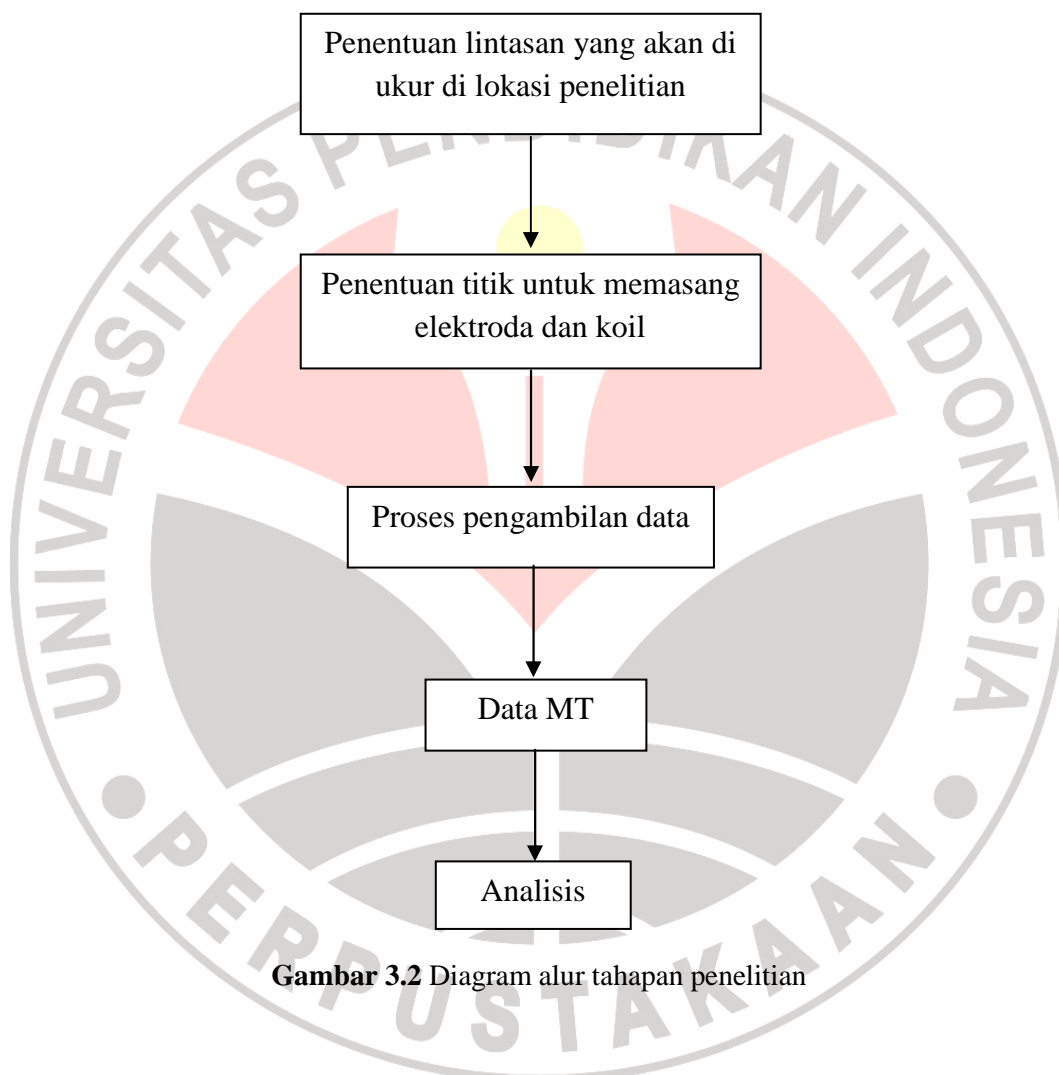 Penentuan lintasan yang akan di
ukur di lokasi penelitian
UNIVERSITAS PENDIDIKAN INDONESIA
Penentuan titik untuk memasang
elektroda dan koil
Proses pengambilan data
Data MT
Analisis
Gambar 3.2 Diagram alur tahapan penelitian
PERPUSTAKAAN